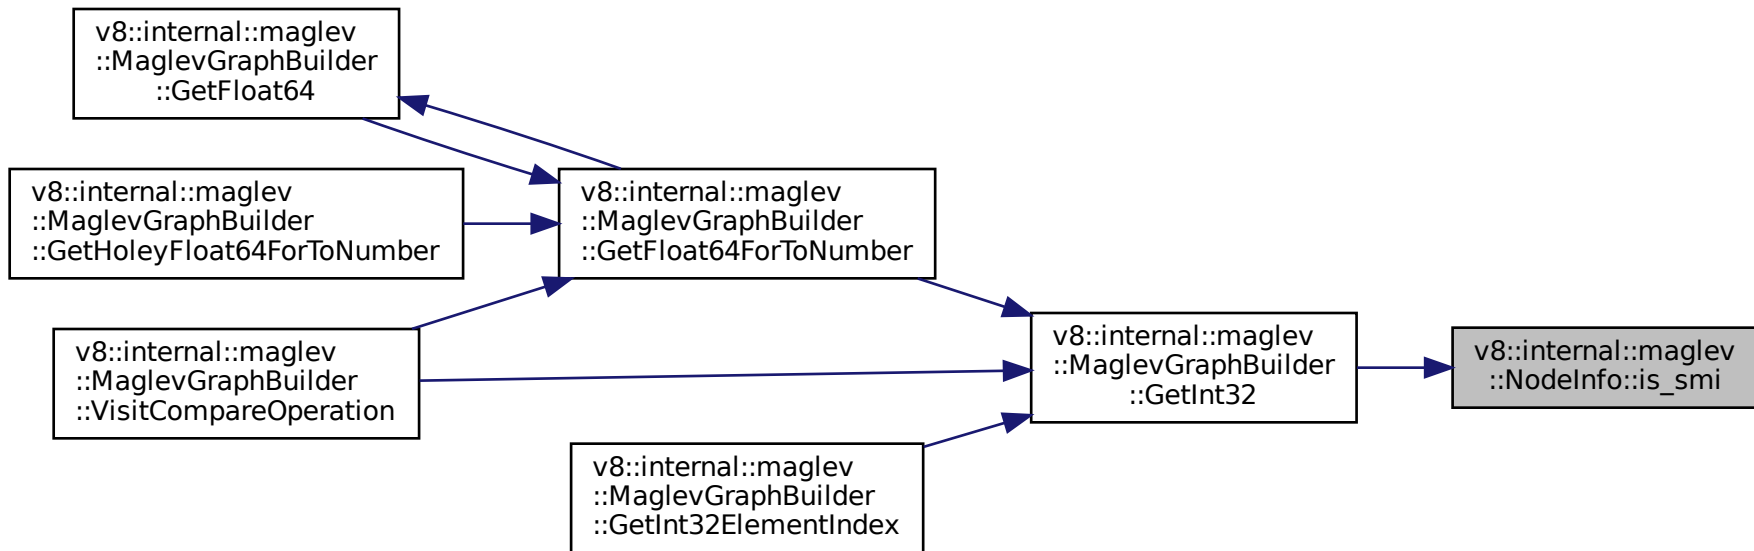 v8::internal::maglev
::MaglevGraphBuilder
::GetFloat64
v8::internal::maglev
::MaglevGraphBuilder
::GetHoleyFloat64ForToNumber
v8::internal::maglev
::MaglevGraphBuilder
::GetFloat64ForToNumber
v8::internal::maglev
::MaglevGraphBuilder
::VisitCompareOperation
v8::internal::maglev
::MaglevGraphBuilder
::GetInt32
v8::internal::maglev
::NodeInfo::is_smi
v8::internal::maglev
::MaglevGraphBuilder
::GetInt32ElementIndex